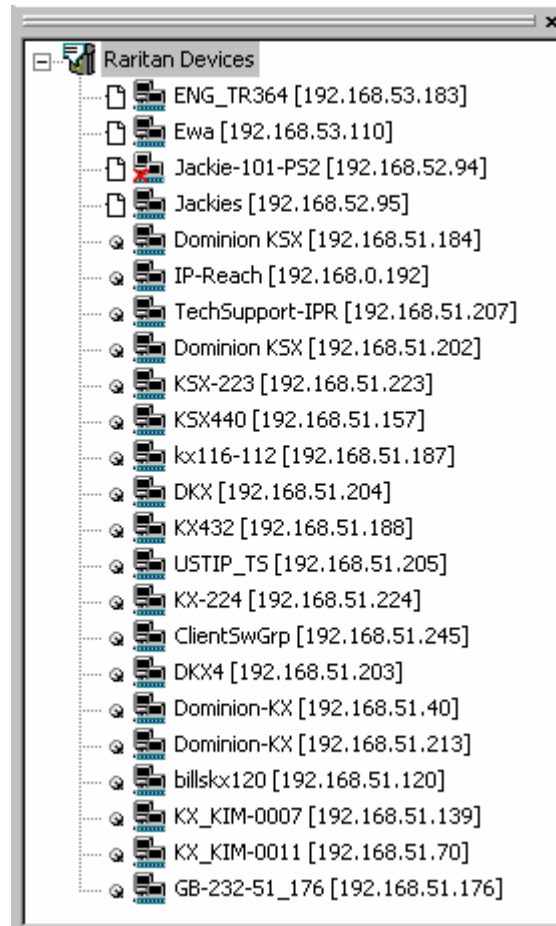 Raritan Devices
ENG_TR364 [192.168.53.183]
Ewa [192.168.53.110]
Jackie-101-PS2 [192.168.52.94]
Jackies [192.168.52.95]
Dominion KSX [192.168.51.184]
IP-Reach [192.168.0.192]
TechSupport-IPR [192.168.51.207]
Dominion KSX [192.168.51.202]
KSX-223 [192.168.51.223]
KSX440 [192.168.51.157]
kx116-112 [192.168.51.187]
DKX [192.168.51.204]
KX432 [192.168.51.188]
USTIP_TS [192.168.51.205]
KX-224 [192.168.51.224]
ClientSwGrp [192.168.51.245]
DKX4 [192.168.51.203]
Dominion-KX [192.168.51.40]
Dominion-KX [192.168.51.213]
billskx120 [192.168.51.120]
KX_KIM-0007 [192.168.51.139]
KX_KIM-0011 [192.168.51.70]
GB-232-51_176 [192.168.51.176]